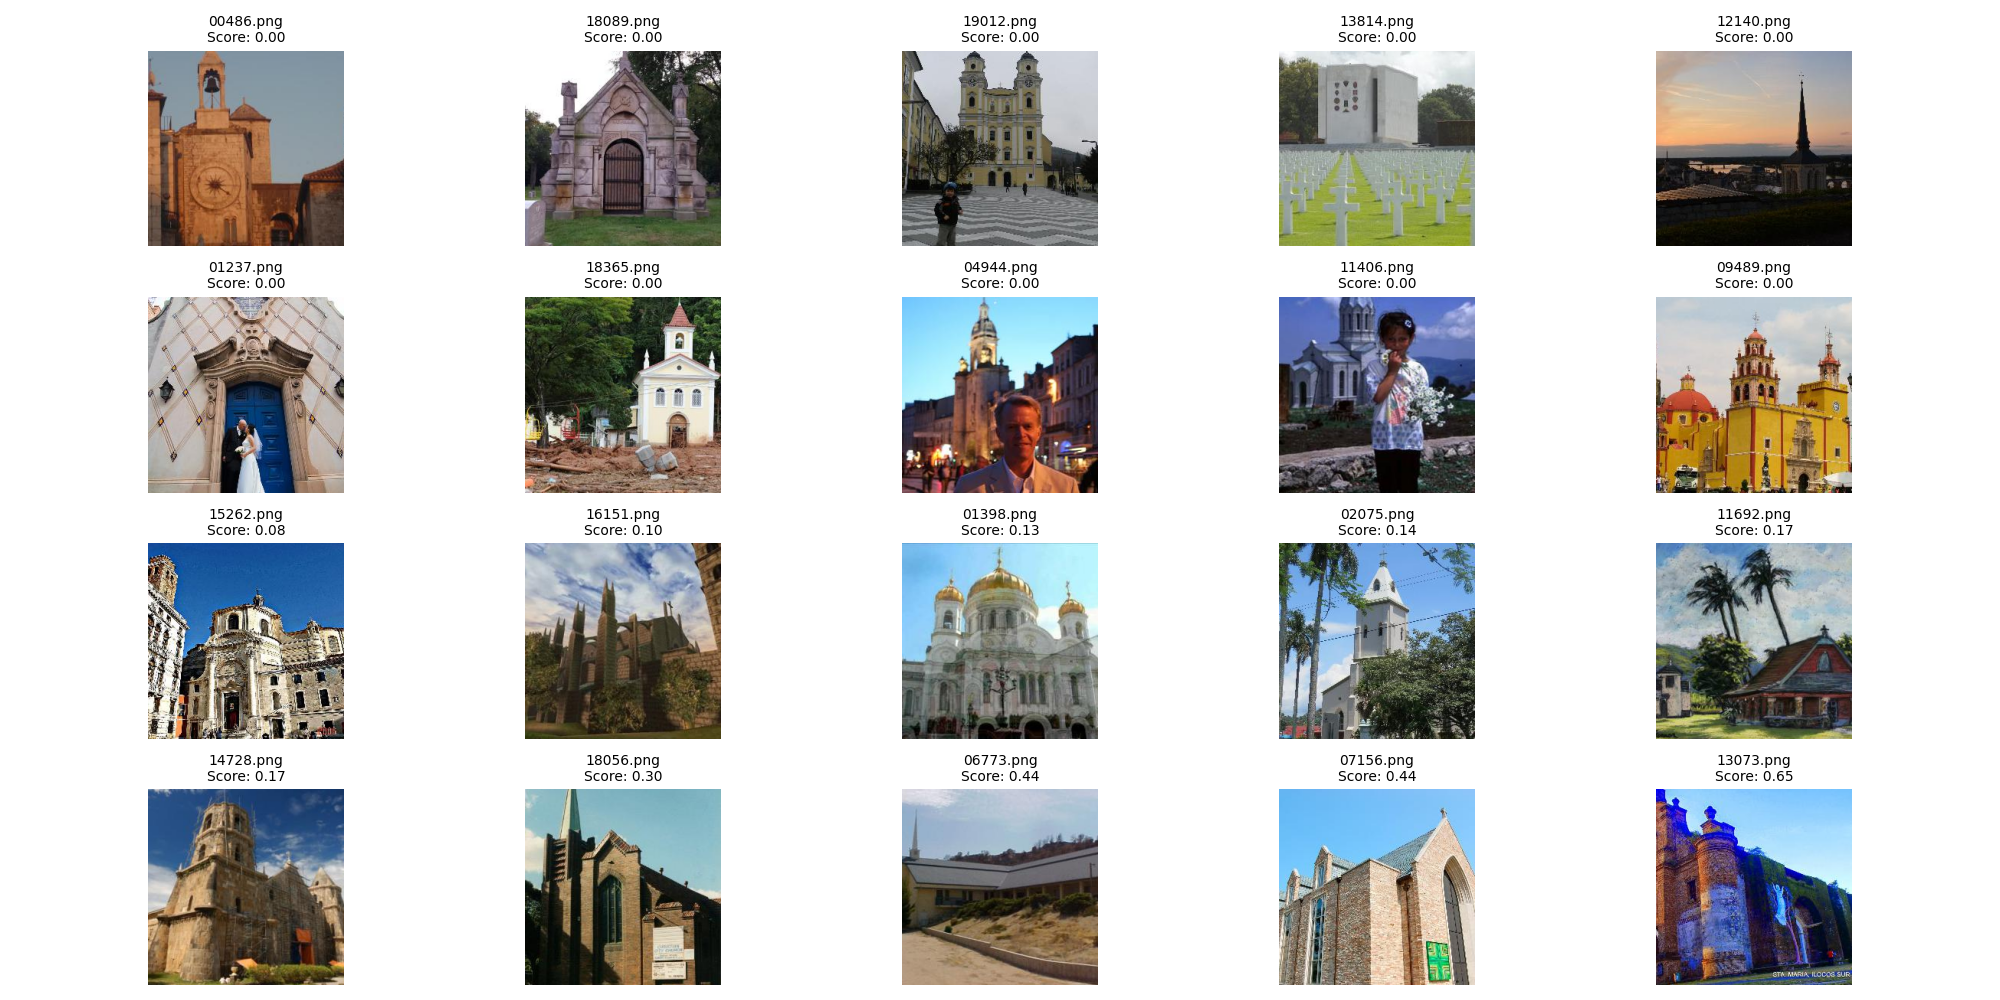 00486.png
Score: 0.00
18089.png
Score: 0.00
19012.png
Score: 0.00
13814.png
Score: 0.00
12140.png
Score: 0.00
01237.png
Score: 0.00
18365.png
Score: 0.00
04944.png
Score: 0.00
11406.png
Score: 0.00
09489.png
Score: 0.00
15262.png
Score: 0.08
16151.png
Score: 0.10
01398.png
Score: 0.13
02075.png
Score: 0.14
11692.png
Score: 0.17
14728.png
Score: 0.17
18056.png
Score: 0.30
06773.png
Score: 0.44
07156.png
Score: 0.44
13073.png
Score: 0.65
STA. MARIA, ILOCOS SUR